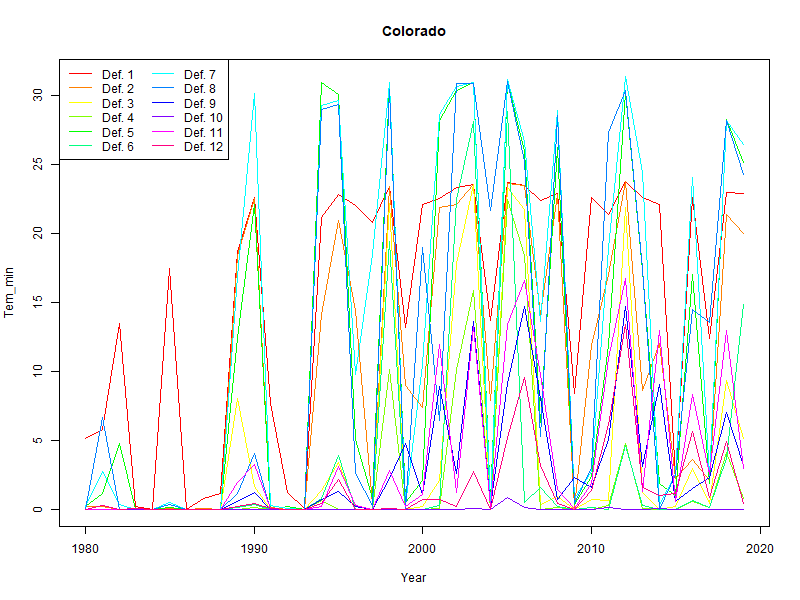 Colorado
Def. 1
Def. 2
Def. 3
Def. 4
Def. 5
Def. 6
Def. 7
Def. 8
Def. 9
Def. 10
Def. 11
Def. 12
Tem_min
30
25
20
15
10
5
0
1980
1990
2000
2010
2020
Year